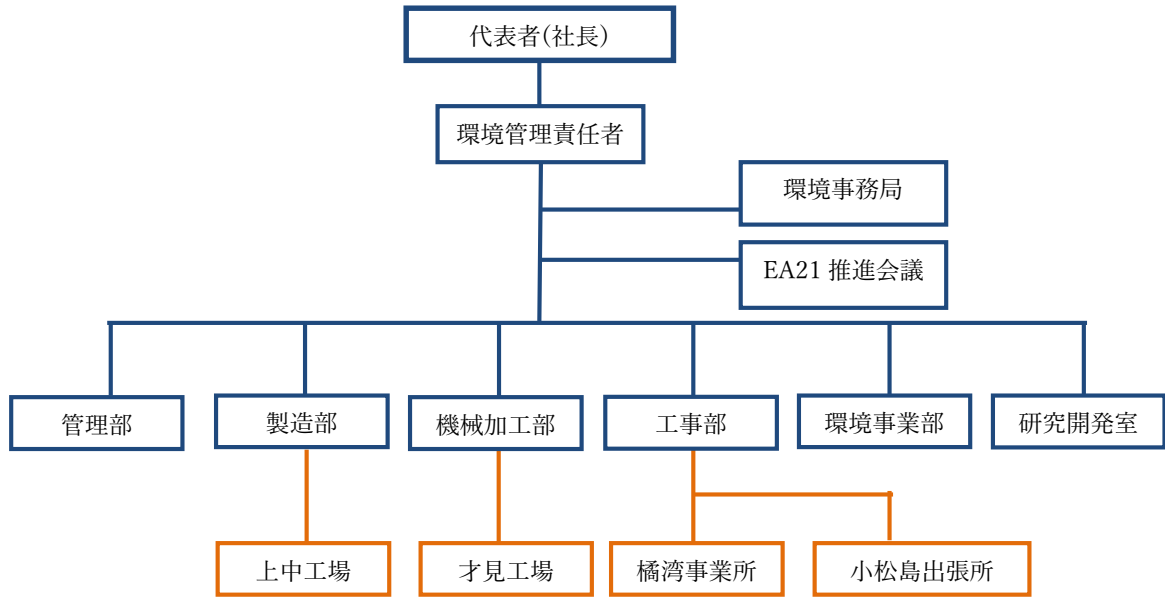 代表者(社長)
環境管理責任者
環境事務局
EA21 推進会議
管理部
製造部
機械加工部
工事部
環境事業部
研究開発室
上中工場
才見工場
橘湾事業所
小松島出張所